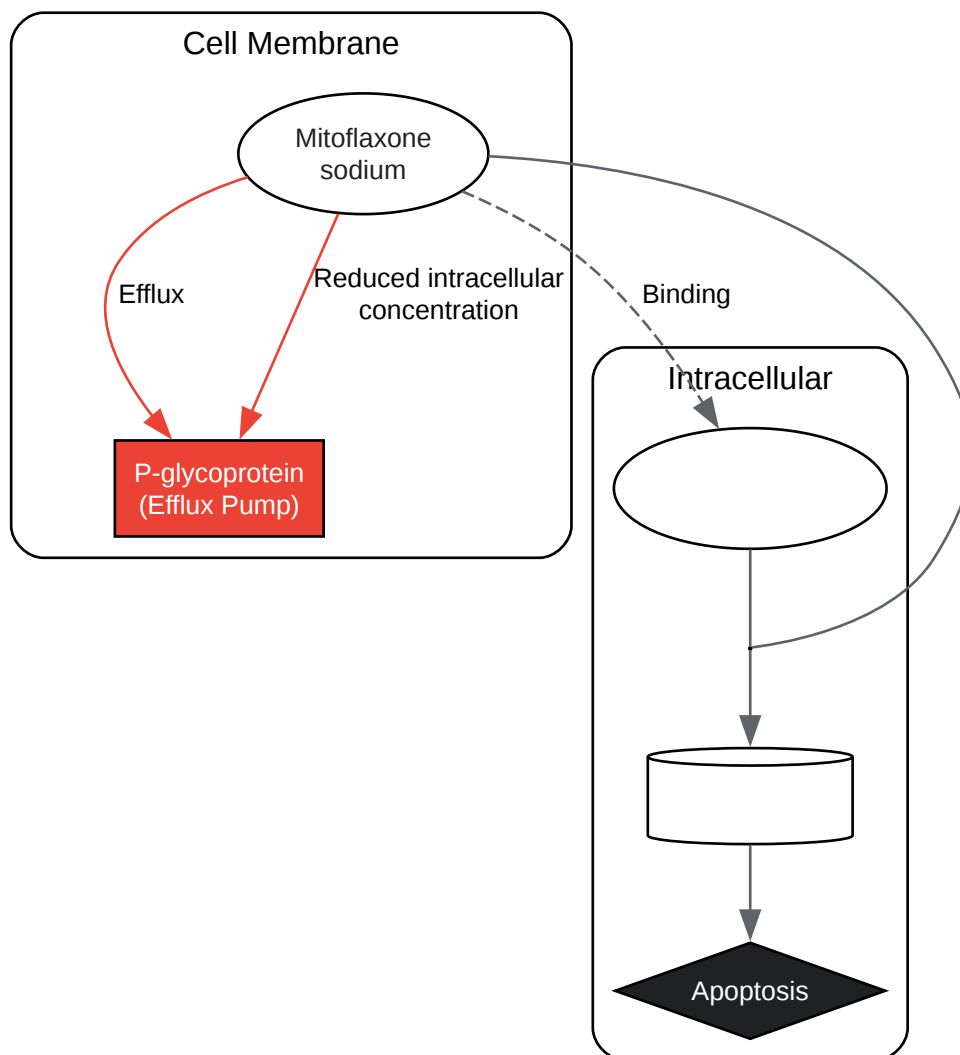 Cell Membrane
Mitoflaxone
sodium
Efflux
Reduced intracellular
concentration
Binding
Intracellular
P-glycoprotein
(Efflux Pump)
Apoptosis